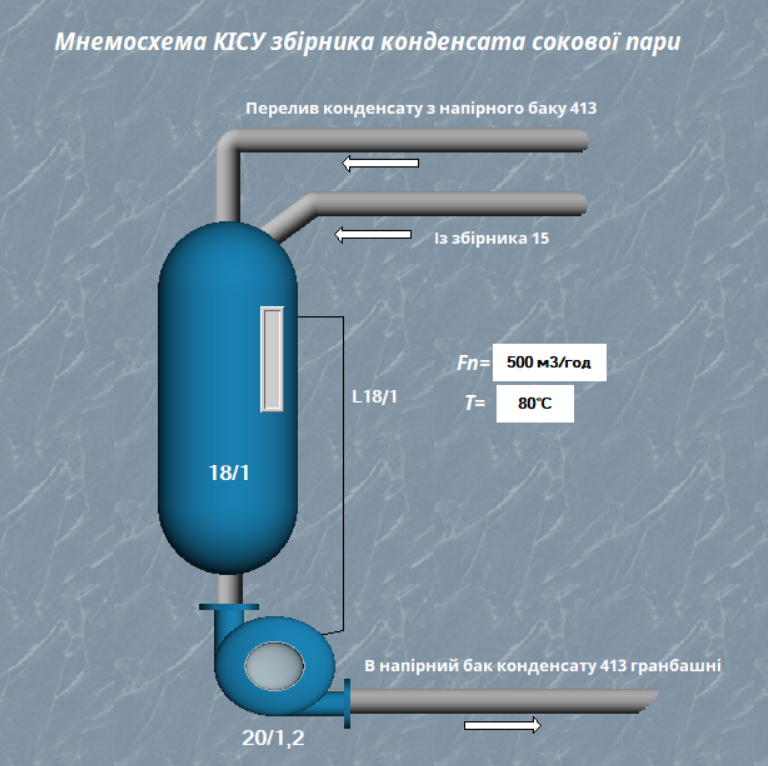 Мнемосхема КІСУ збірника конденсата сокової пари
Перелив конденсату з напірного баку 413
Із збірника 15
Fn= 500 м3/год
L18/1
T= 80°C
18/1
В напірний бак конденсату 413 гранбашні
20/1,2